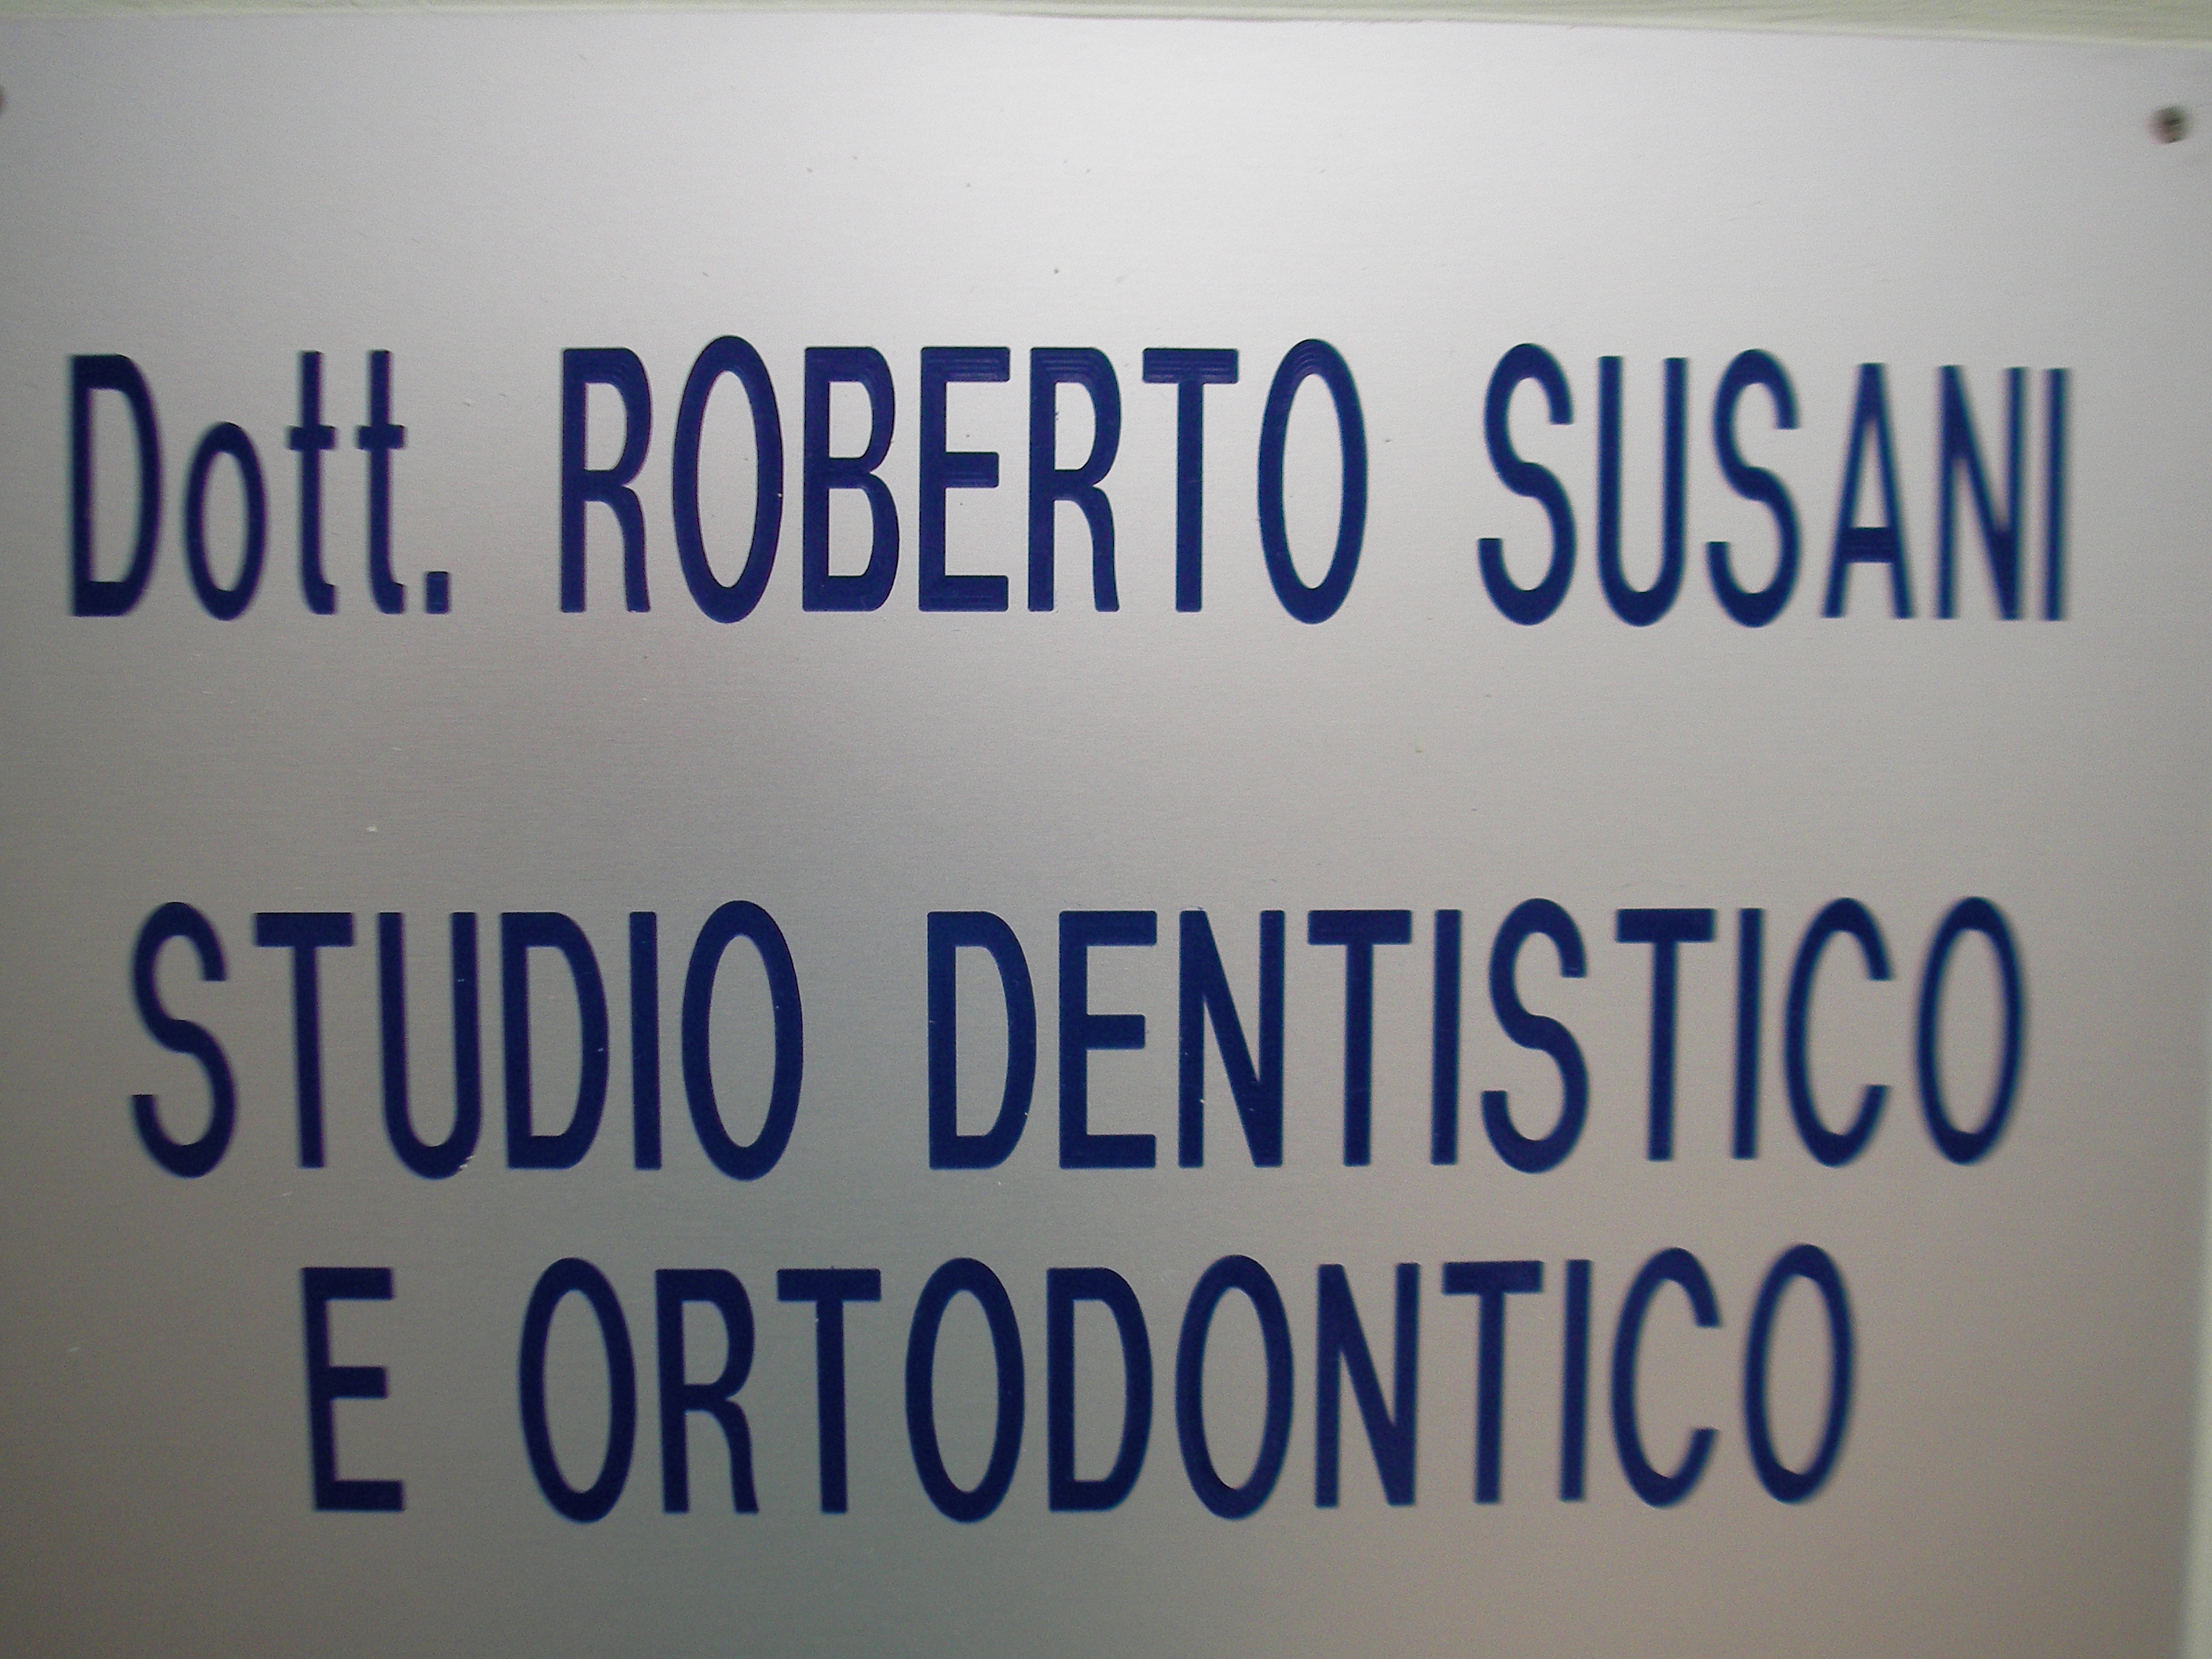 Dott. ROBERTO SUSANI
STUDIO DENTISTICO
E ORTODONTICO